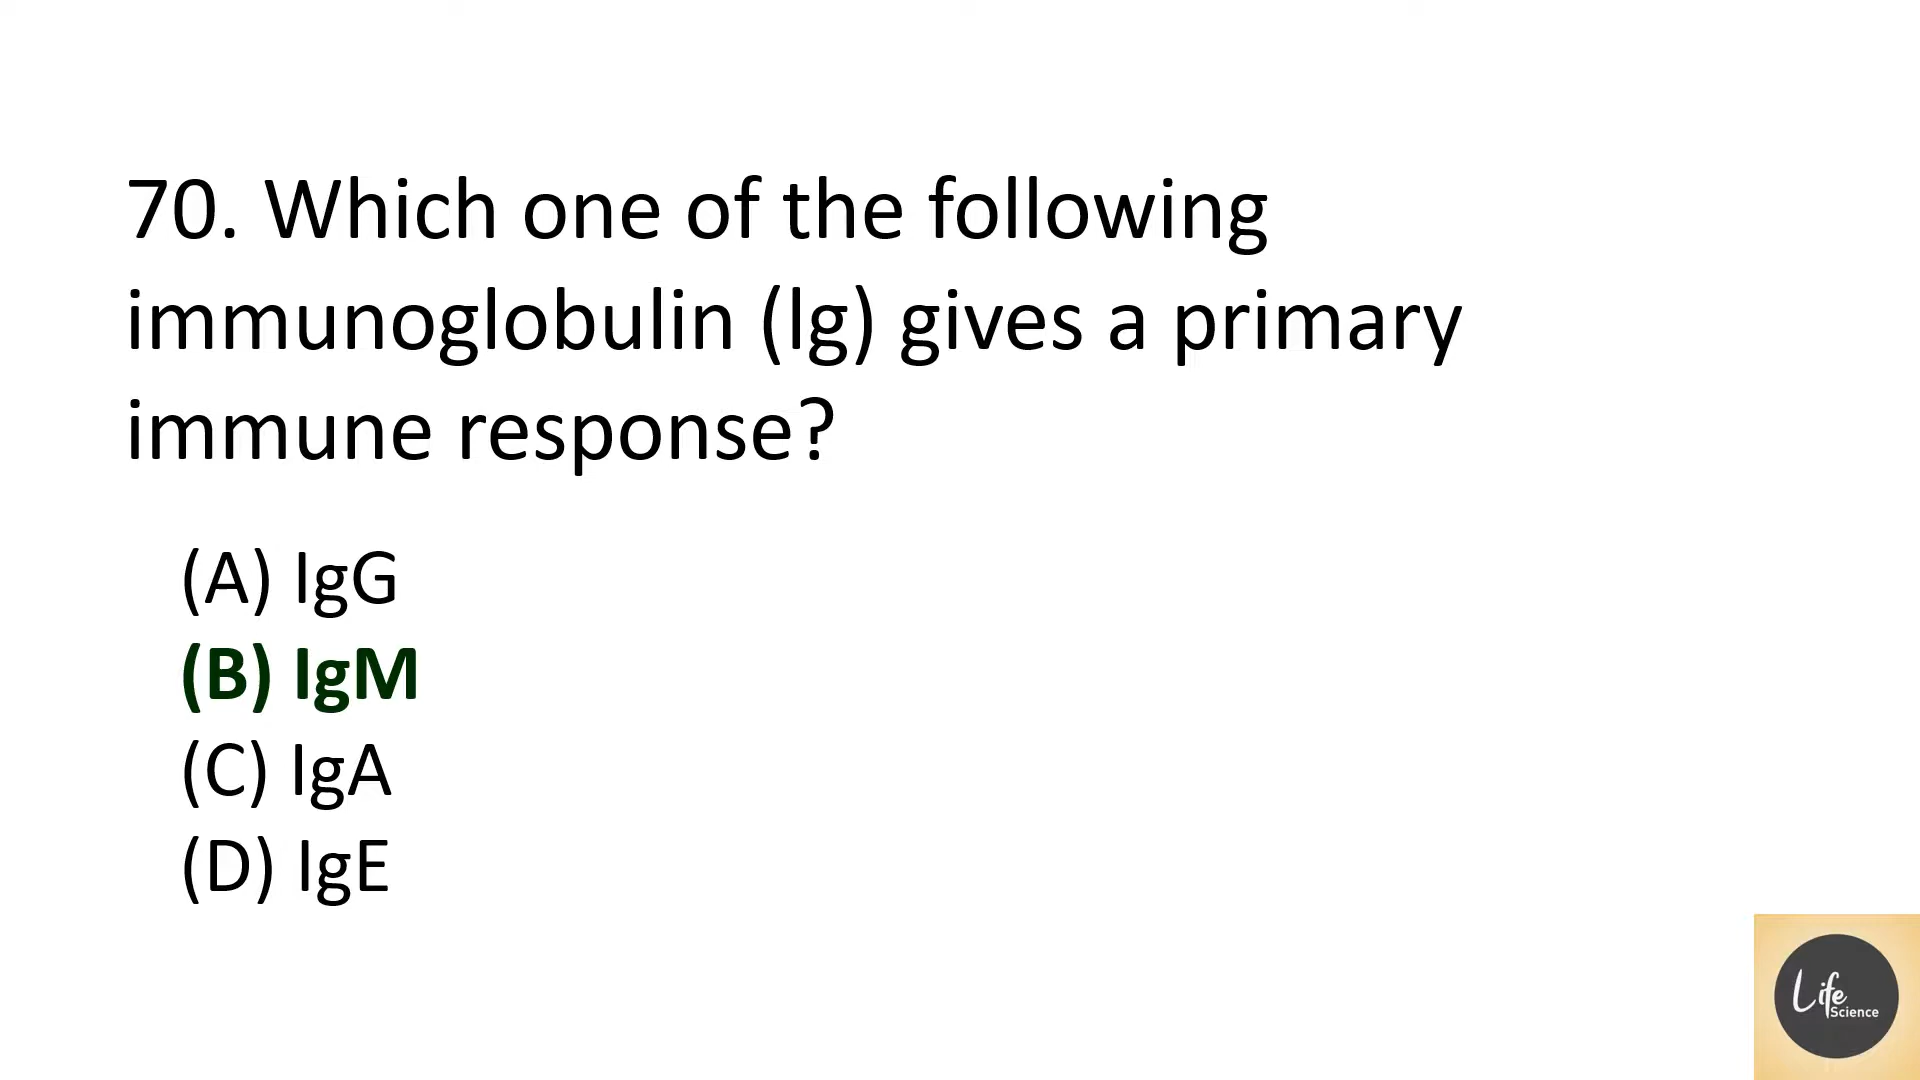 70. Which one of the following
immunoglobulin (lg) gives a primary
immune response?
(A) IgG
(B) IgM
(C) IgA
(D) IgE
Life
Science